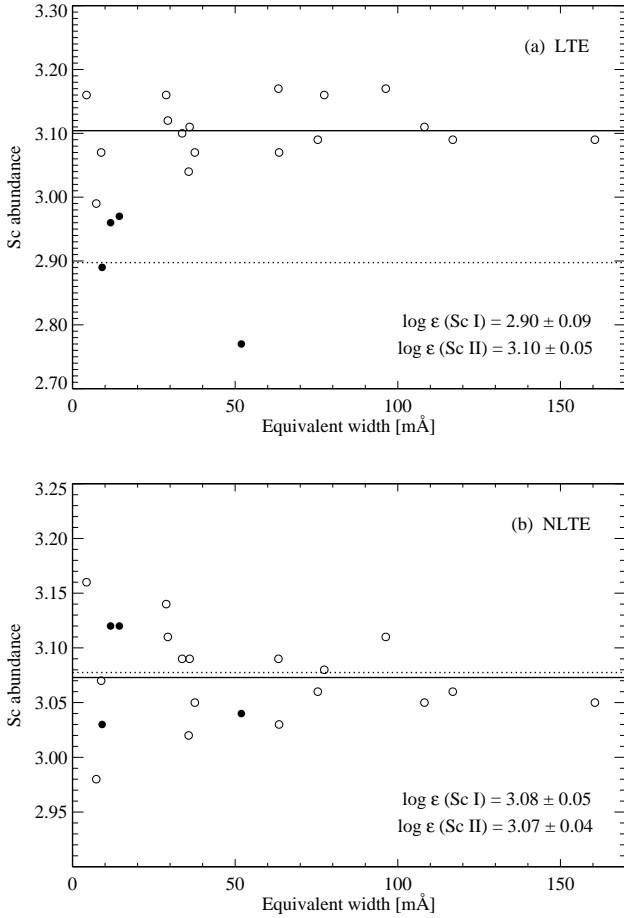 3.30
(a) LTE
3.20
3.10
Sc abundance
3.00
2.90
log ε (Sc I) = 2.90 ± 0.09
2.80
log ε (Sc II) = 3.10 ± 0.05
2.70
0 50 100 150
Equivalent width [mÅ]
3.25
(b) NLTE
3.20
3.15
3.10
Sc abundance
3.05
3.00
log ε (Sc I) = 3.08 ± 0.05
2.95
log ε (Sc II) = 3.07 ± 0.04
0 50 100 150
Equivalent width [mÅ]